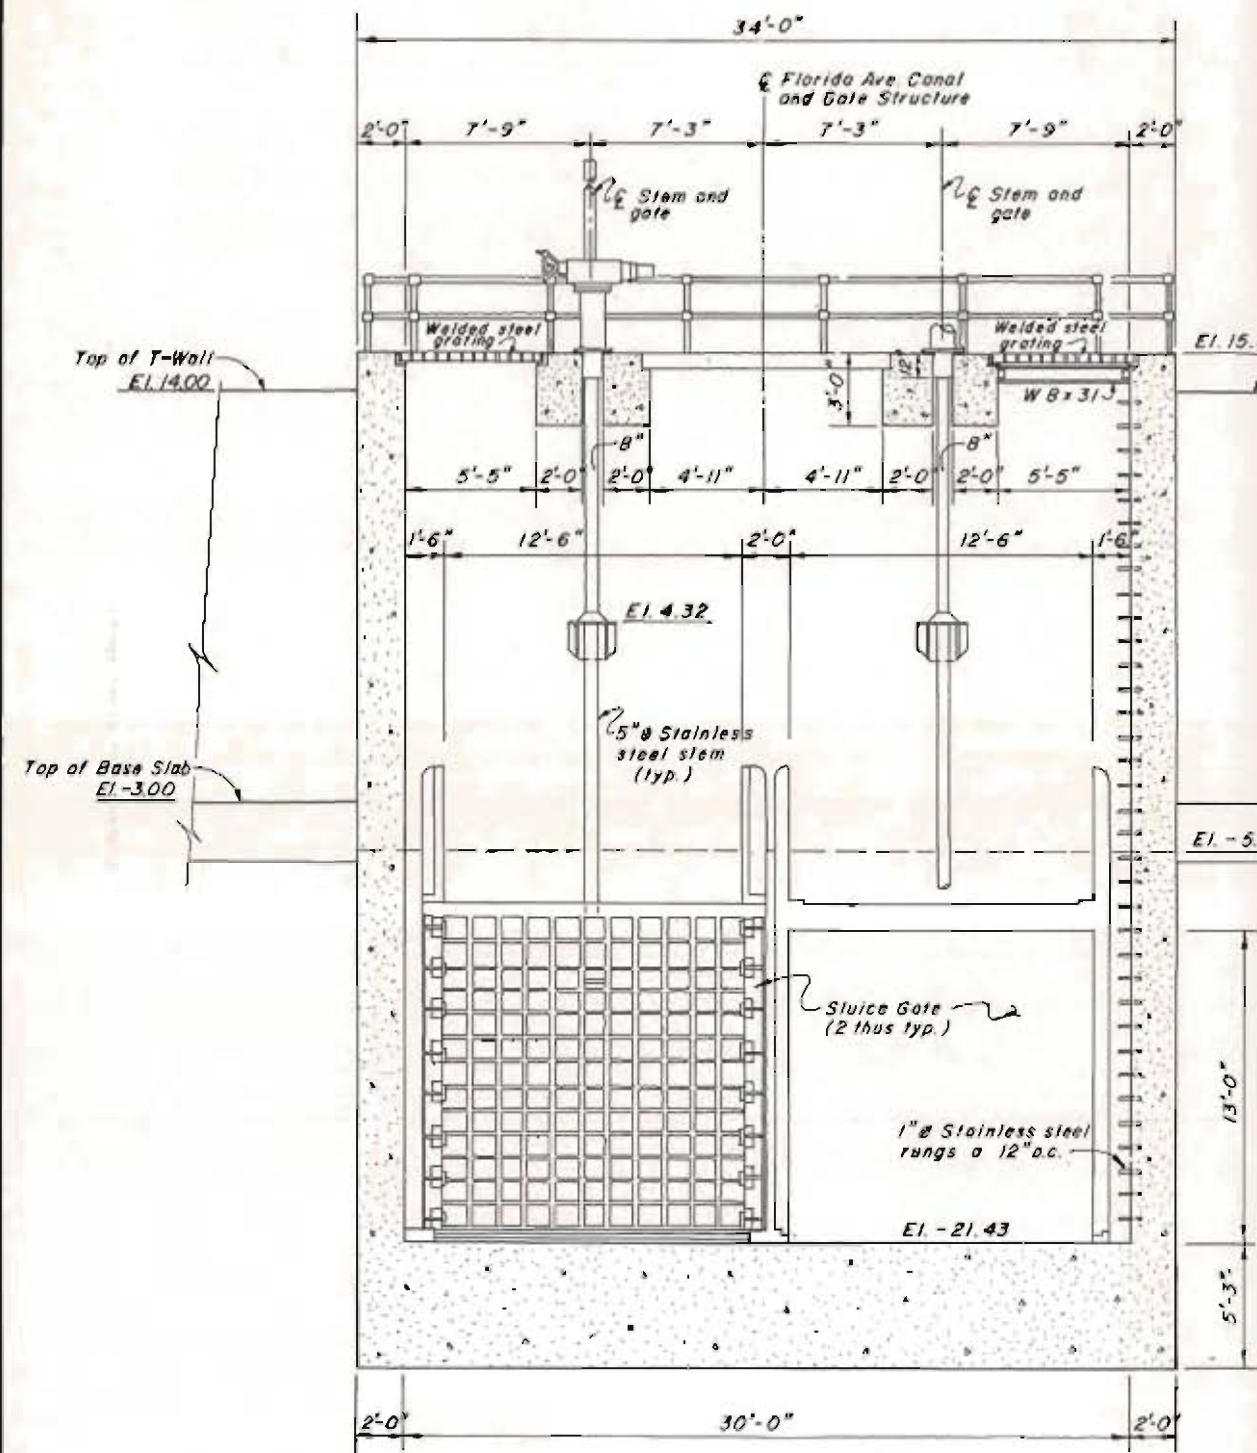 34'-0"
℄ Florida Ave. Canal
and Gate Structure
2'-0" 7'-9" 7'-3" 7'-3" 7'-9" 2'-0"
℄ Stem and
gate
℄ Stem and
gate
Welded steel
grating
Welded steel
grating
Top of T-Wall
El. 14.00
El. 15.
12"
3'-0"
W 8 x 31
8"
8"
5'-5" 2'-0" 2'-0" 4'-11" 4'-11" 2'-0" 2'-0" 5'-5"
1'-6" 12'-6" 2'-0" 12'-6" 1'-6
El. 4.32
5" ø Stainless
steel stem
(typ.)
Top of Base Slab
El. -3.00
El. -5.
Sluice Gate
(2 thus typ.)
13'-0"
1" ø Stainless steel
rungs @ 12" o.c.
El. -21.43
5'-3"
2'-0" 30'-0" 2'-0"